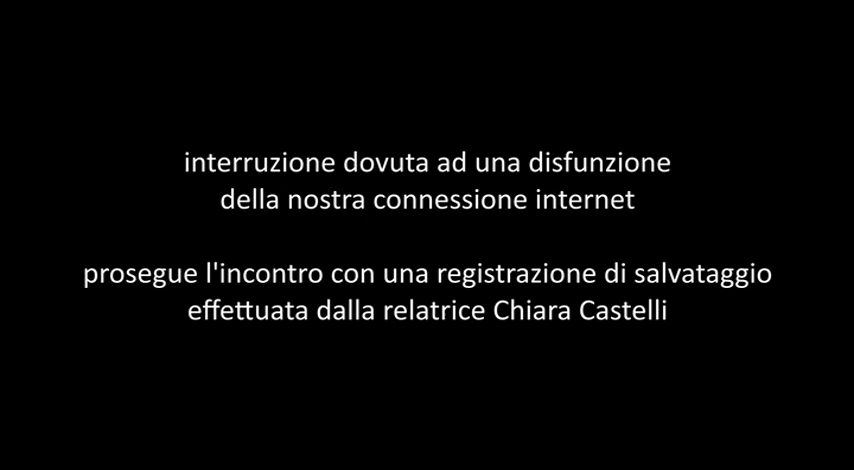 interruzione dovuta ad una disfunzione
della nostra connessione internet
prosegue l'incontro con una registrazione di salvataggio
effettuata dalla relatrice Chiara Castelli